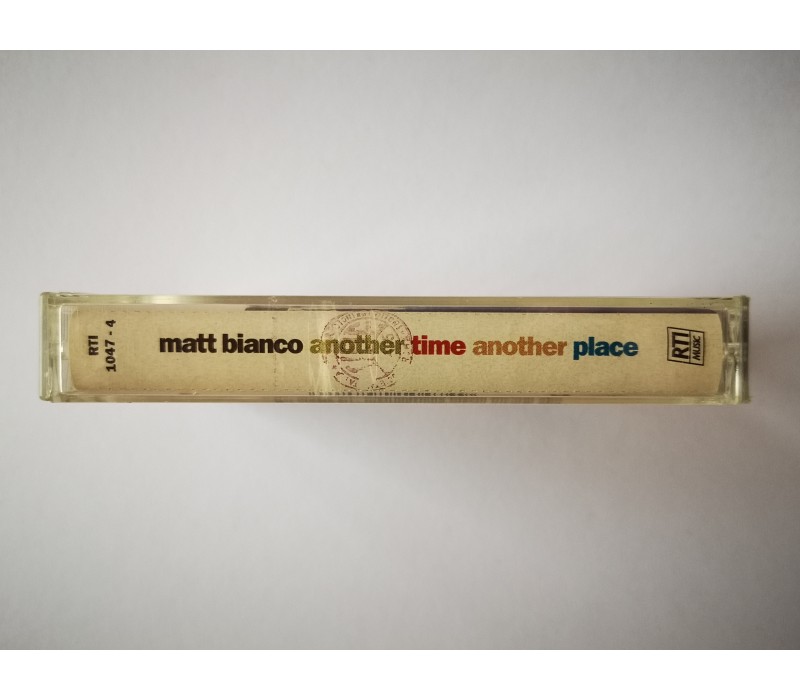 RTI
1047 - 4
matt bianco another time another place
RTI
MUSIC